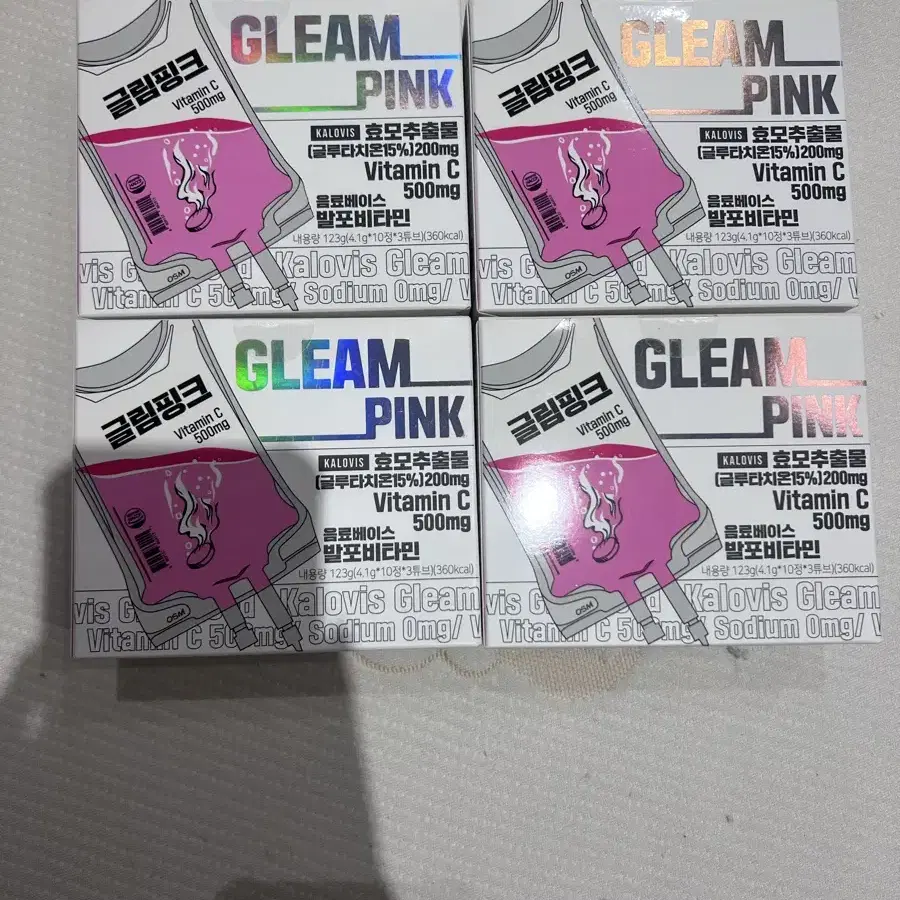 GLEAM
PINK
글림핑크
Vitamin C
500mg
KALOVIS 효모추출물
(글루타치온15%)200mg
Vitamin C
500mg
음료베이스
발포비타민
내용량 123g(4.1g*10정*3튜브)(360kcal)
OSM
vis G d Kalovis Gleam
Vitamin C 500mg/ Sodium 0mg/ V
GLEAM
PINK
글림핑크
Vitamin C
500mg
KALOVIS 효모추출물
(글루타치온15%)200mg
Vitamin C
500mg
음료베이스
발포비타민
내용량 123g(4.1g*10정*3튜브)(360kcal)
OSM
vis G d Kalovis Gleam
Vitamin C 500mg/ Sodium 0mg/ V
GLEAM
PINK
글림핑크
Vitamin C
500mg
KALOVIS 효모추출물
(글루타치온15%)200mg
Vitamin C
500mg
음료베이스
발포비타민
내용량 123g(4.1g*10정*3튜브)(360kcal)
OSM
vis G d Kalovis Gleam
Vitamin C 500mg/ Sodium 0mg/ V
GLEAM
PINK
글림핑크
Vitamin C
500mg
KALOVIS 효모추출물
(글루타치온15%)200mg
Vitamin C
500mg
음료베이스
발포비타민
내용량 123g(4.1g*10정*3튜브)(360kcal)
OSM
vis G d Kalovis Gleam
Vitamin C 500mg/ Sodium 0mg/ V